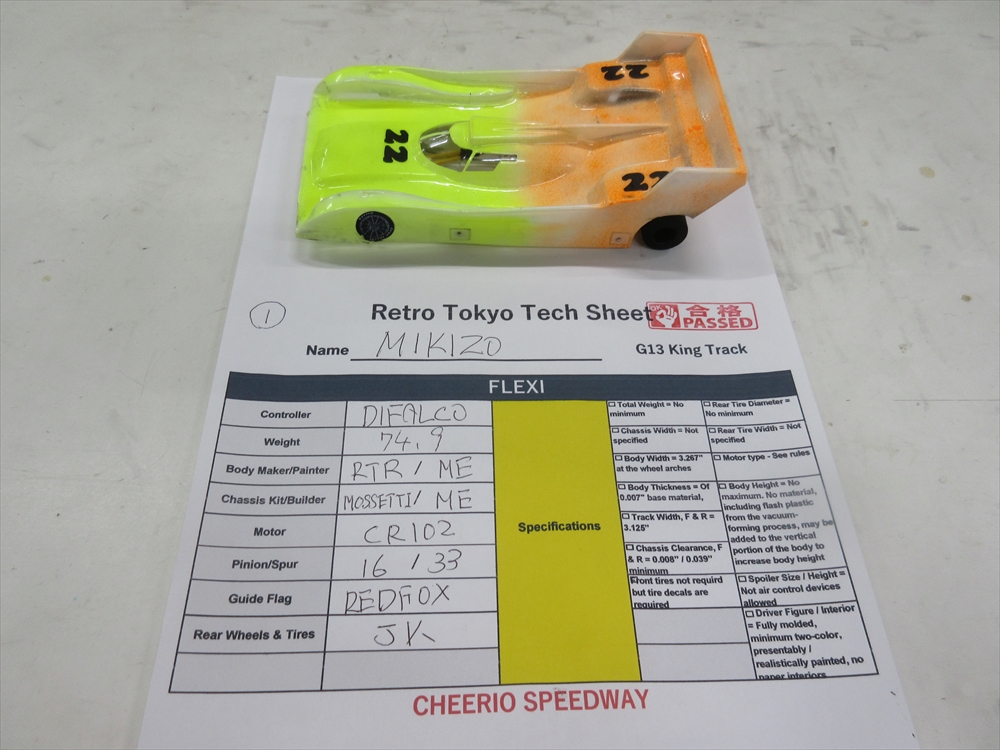 22
22
22
①
Retro Tokyo Tech Sheet
合格
PASSED
Name MIKIZO
G13 King Track
FLEXI
Controller DIFALCO
Weight 74.9
Body Maker/Painter RTR / ME
Chassis Kit/Builder MOSSETTI/ ME
Motor CR102
Pinion/Spur 16 / 33
Guide Flag REDFOX
Rear Wheels & Tires JK
Specifications
☐ Total Weight = No
minimum
☐ Chassis Width = Not
specified
☐ Body Width = 3.267"
at the wheel arches
☐ Body Thickness = Of
0.007" base material,
☐ Track Width, F & R =
3.125"
☐ Chassis Clearance, F
& R = 0.008" / 0.039"
minimum
Front tires not requird
but tire decals are
required
☐ Rear Tire Diameter =
No minimum
☐ Rear Tire Width = Not
specified
☐ Motor type - See rules
☐ Body Height = No
maximum. No material,
including flash plastic
from the vacuum-
forming process, may be
added to the vertical
portion of the body to
increase body height
☐ Spoiler Size / Height =
Not air control devices
allowed
☐ Driver Figure / Interior
= Fully molded,
minimum two-color,
presentably /
realistically painted, no
paper interiors
CHEERIO SPEEDWAY